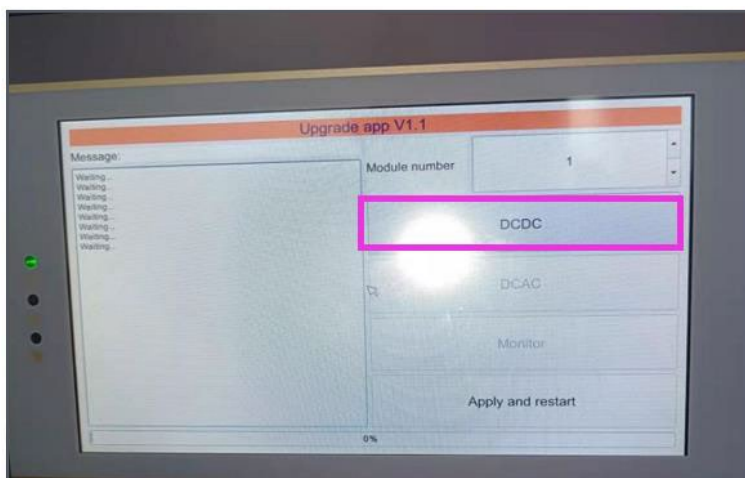 Upgrade app V1.1
Message:
Waiting...
Waiting...
Waiting...
Waiting...
Waiting...
Waiting...
Waiting...
Waiting...
Module number
1
DCDC
DCAC
Monitor
Apply and restart
0%